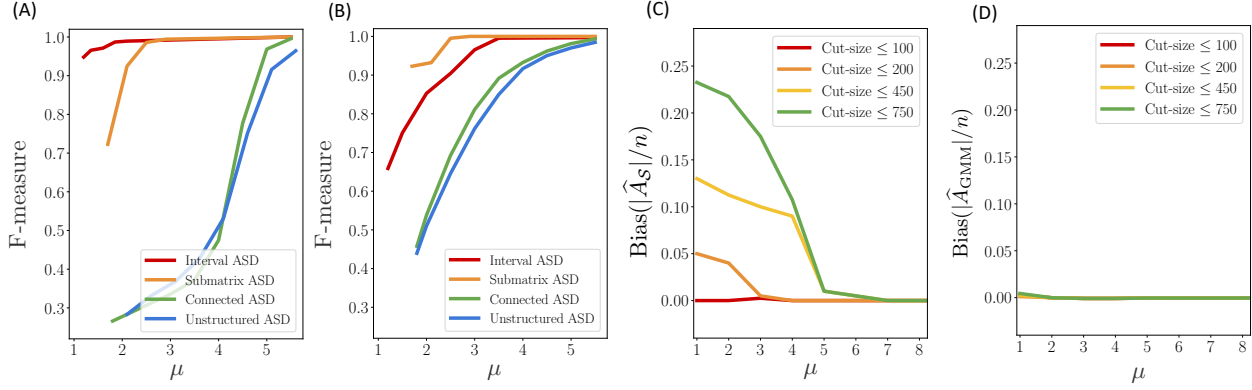 (A)
F-measure
1.0
0.9
0.8
0.7
0.6
0.5
0.4
0.3
1 2 3 4 5
μ
Interval ASD
Submatrix ASD
Connected ASD
Unstructured ASD
(B)
F-measure
1.0
0.9
0.8
0.7
0.6
0.5
0.4
0.3
1 2 3 4 5
μ
Interval ASD
Submatrix ASD
Connected ASD
Unstructured ASD
(C)
Bias(|Â_S|/n)
0.25
0.20
0.15
0.10
0.05
0.00
1 2 3 4 5 6 7 8
μ
Cut-size ≤ 100
Cut-size ≤ 200
Cut-size ≤ 450
Cut-size ≤ 750
(D)
Bias(|Â_GMM|/n)
0.25
0.20
0.15
0.10
0.05
0.00
1 2 3 4 5 6 7 8
μ
Cut-size ≤ 100
Cut-size ≤ 200
Cut-size ≤ 450
Cut-size ≤ 750